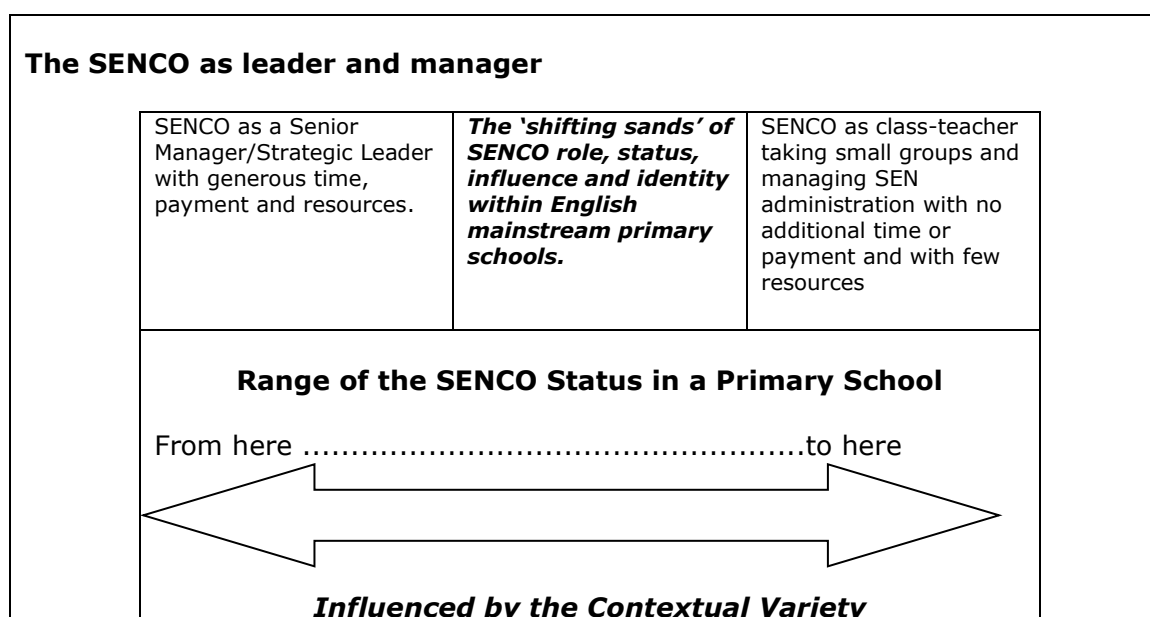 The SENCO as leader and manager
SENCO as a Senior
Manager/Strategic Leader
with generous time,
payment and resources.
The ‘shifting sands’ of
SENCO role, status,
influence and identity
within English
mainstream primary
schools.
SENCO as class-teacher
taking small groups and
managing SEN
administration with no
additional time or
payment and with few
resources
Range of the SENCO Status in a Primary School
From here ……………………………………………..to here
Influenced by the Contextual Variety